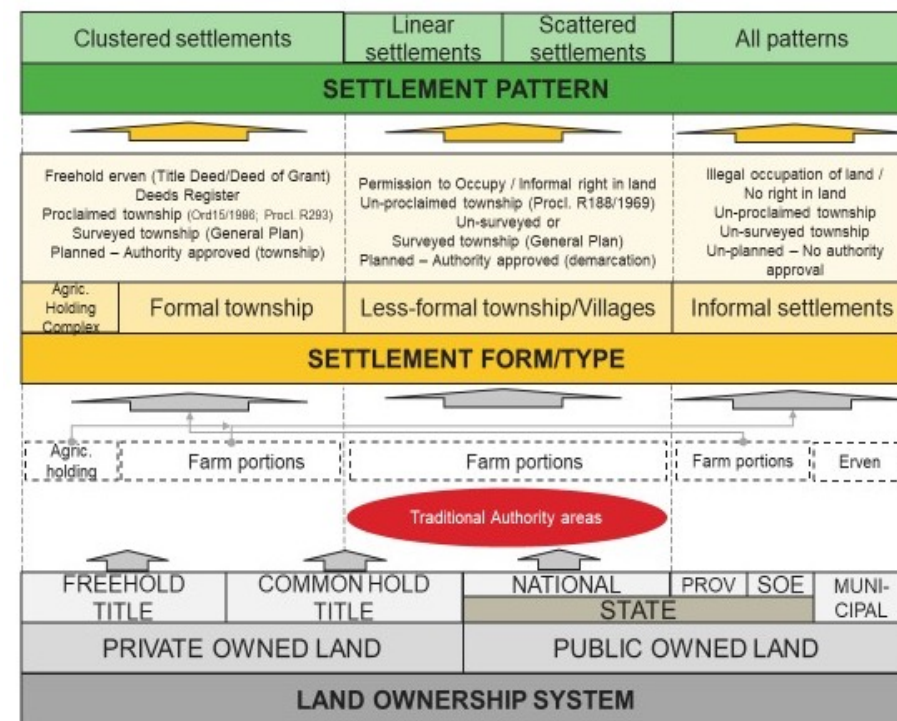 Clustered settlements
Linear
settlements
Scattered
settlements
All patterns
SETTLEMENT PATTERN
Freehold erven (Title Deed/Deed of Grant)
Deeds Register
Proclaimed township (Ord15/1986; Procl. R293)
Surveyed township (General Plan)
Planned – Authority approved (township)
Permission to Occupy / Informal right in land
Un-proclaimed township (Procl. R188/1969)
Un-surveyed or
Surveyed township (General Plan)
Planned – Authority approved (demarcation)
Illegal occupation of land /
No right in land
Un-proclaimed township
Un-surveyed township
Un-planned – No authority
approval
Agric.
Holding
Complex
Formal township
Less-formal township/Villages
Informal settlements
SETTLEMENT FORM/TYPE
Agric.
holding
Farm portions
Farm portions
Farm portions
Erven
Traditional Authority areas
FREEHOLD
TITLE
COMMON HOLD
TITLE
NATIONAL
PROV
SOE
MUNI-
CIPAL
STATE
PRIVATE OWNED LAND
PUBLIC OWNED LAND
LAND OWNERSHIP SYSTEM